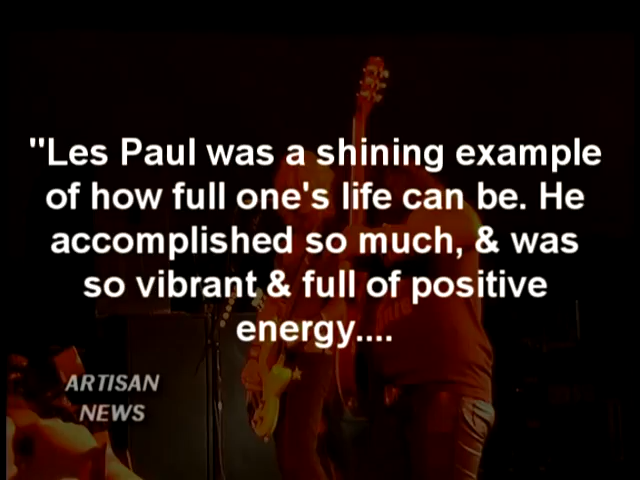 "Les Paul was a shining example
of how full one's life can be. He
accomplished so much, & was
so vibrant & full of positive
energy....
ARTISAN
NEWS